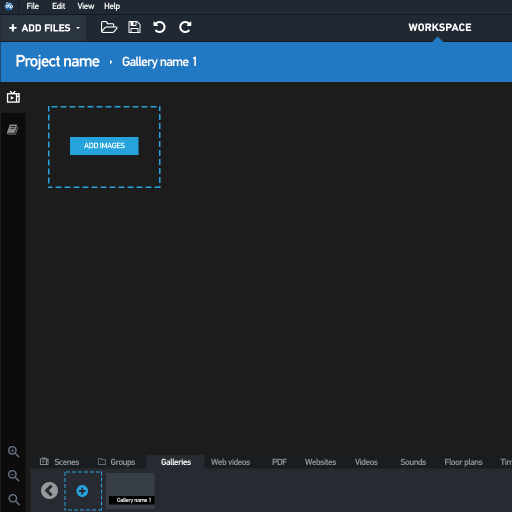 File Edit View Help
+ ADD FILES
WORKSPACE
Project name › Gallery name 1
ADD IMAGES
Scenes Groups Galleries Web videos PDF Websites Videos Sounds Floor plans
Gallery name 1